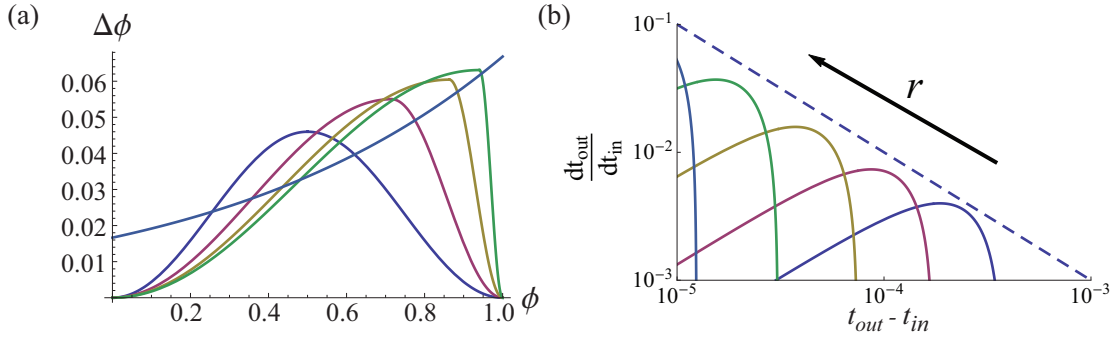 (a)
Δϕ
0.06
0.05
0.04
0.03
0.02
0.01
0.2 0.4 0.6 0.8 1.0 ϕ
(b)
10⁻¹
10⁻²
10⁻³
dt_out
dt_in
r
10⁻⁵ 10⁻⁴ 10⁻³
t_out - t_in